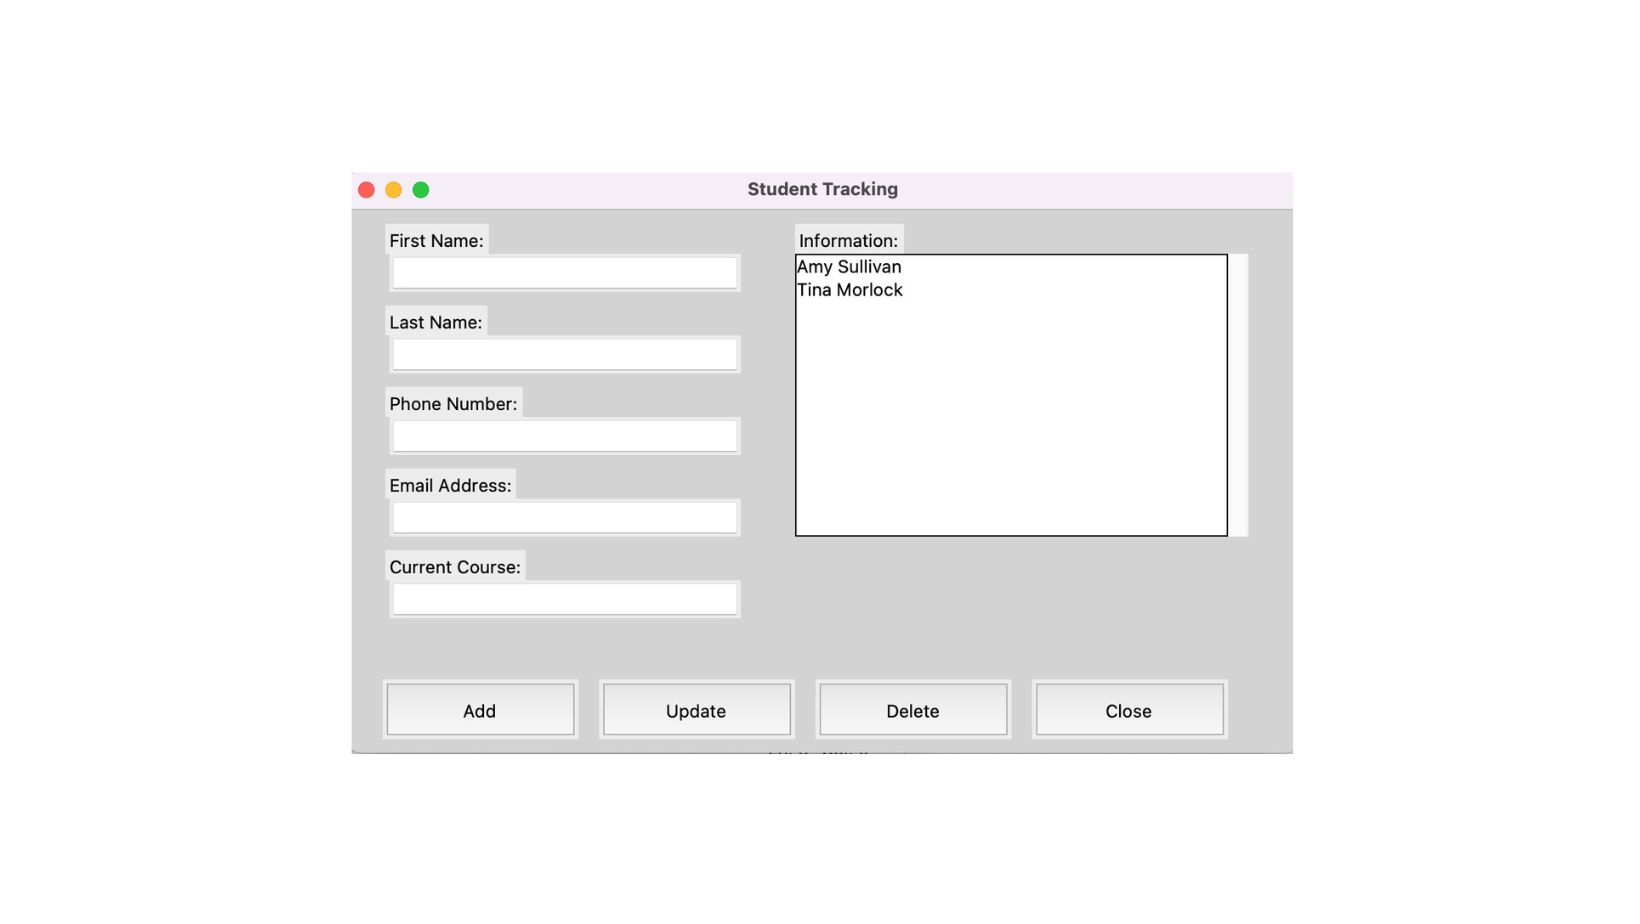 Student Tracking
First Name:
Last Name:
Phone Number:
Email Address:
Current Course:
Information:
Amy Sullivan
Tina Morlock
Add
Update
Delete
Close